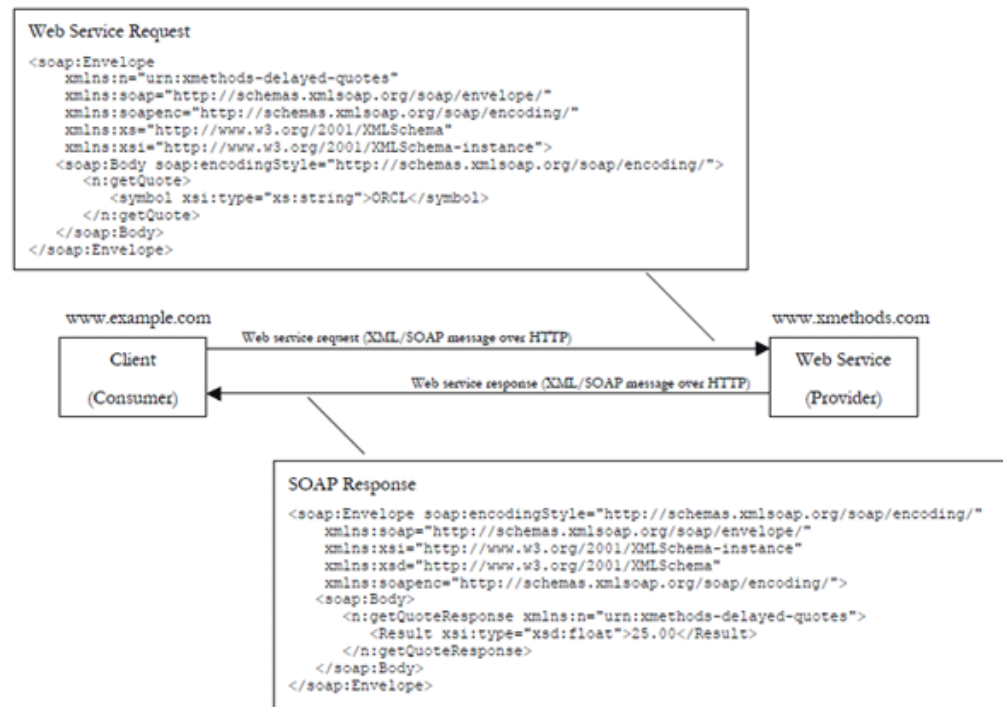 Web Service Request
<soap:Envelope
xmlns:n="urn:xmethods-delayed-quotes"
xmlns:soap="http://schemas.xmlsoap.org/soap/envelope/"
xmlns:soapenc="http://schemas.xmlsoap.org/soap/encoding/"
xmlns:xs="http://www.w3.org/2001/XMLSchema"
xmlns:xsi="http://www.w3.org/2001/XMLSchema-instance">
<soap:Body soap:encodingStyle="http://schemas.xmlsoap.org/soap/encoding/">
<n:getQuote>
<symbol xsi:type="xs:string">ORCL</symbol>
</n:getQuote>
</soap:Body>
</soap:Envelope>
www.example.com
www.xmethods.com
Client
(Consumer)
Web service request (XML/SOAP message over HTTP)
Web service response (XML/SOAP message over HTTP)
Web Service
(Provider)
SOAP Response
<soap:Envelope soap:encodingStyle="http://schemas.xmlsoap.org/soap/encoding/"
xmlns:soap="http://schemas.xmlsoap.org/soap/envelope/"
xmlns:xsi="http://www.w3.org/2001/XMLSchema-instance"
xmlns:xsd="http://www.w3.org/2001/XMLSchema"
xmlns:soapenc="http://schemas.xmlsoap.org/soap/encoding/">
<soap:Body>
<n:getQuoteResponse xmlns:n="urn:xmethods-delayed-quotes">
<Result xsi:type="xsd:float">25.00</Result>
</n:getQuoteResponse>
</soap:Body>
</soap:Envelope>